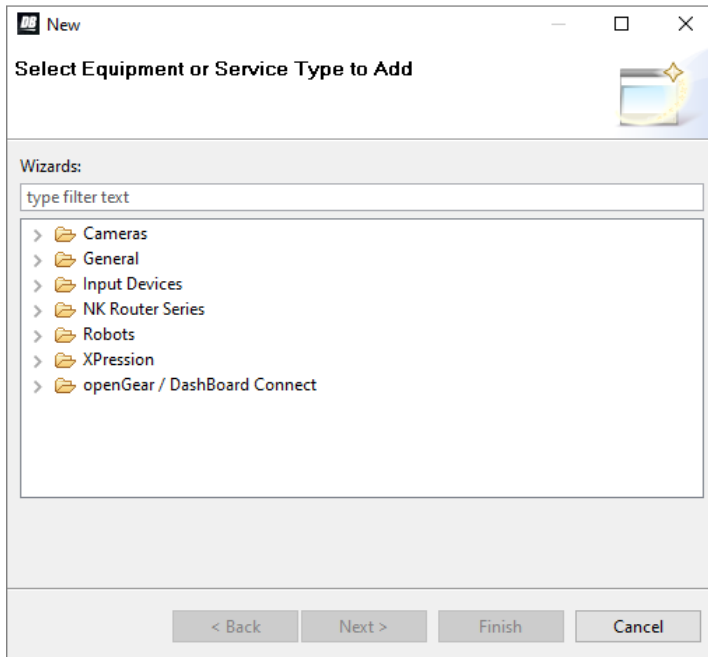 DB New
Select Equipment or Service Type to Add
Wizards:
type filter text
Cameras
General
Input Devices
NK Router Series
Robots
XPression
openGear / DashBoard Connect
< Back Next > Finish Cancel